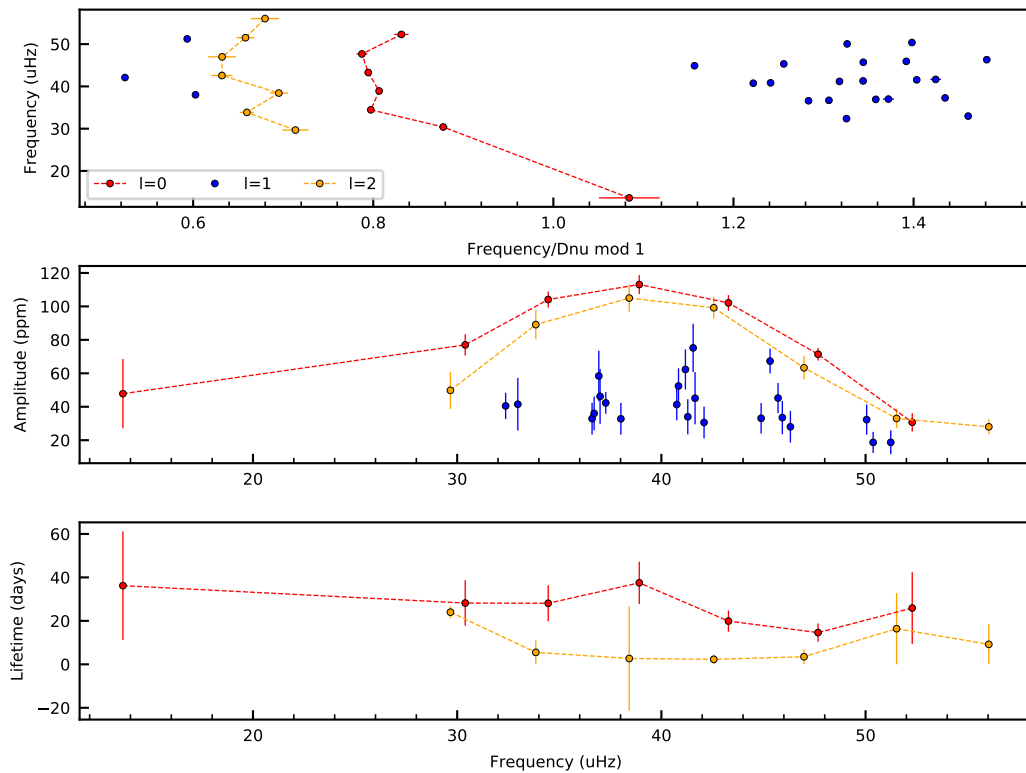 Frequency (uHz)
50
40
30
20
l=0 l=1 l=2
0.6 0.8 1.0 1.2 1.4
Frequency/Dnu mod 1
Amplitude (ppm)
120
100
80
60
40
20
20 30 40 50
Lifetime (days)
60
40
20
0
−20
20 30 40 50
Frequency (uHz)